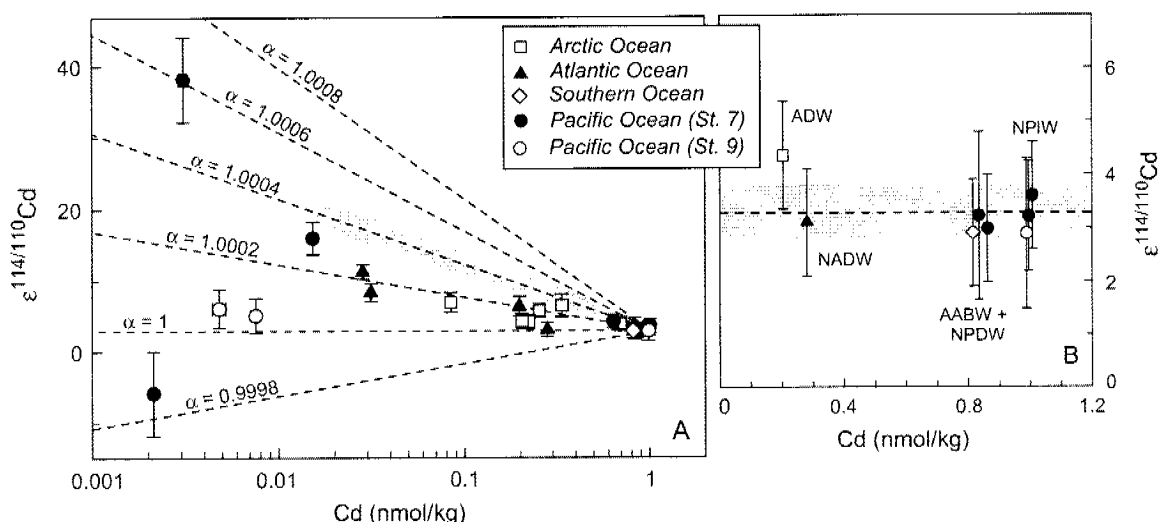 40
20
0
ε114/110Cd
α = 1.0008
α = 1.0006
α = 1.0004
α = 1.0002
α = 1
α = 0.9998
A
0.001
0.01
0.1
1
Cd (nmol/kg)
Arctic Ocean
Atlantic Ocean
Southern Ocean
Pacific Ocean (St. 7)
Pacific Ocean (St. 9)
ADW
NPIW
NADW
AABW +
NPDW
B
6
4
2
0
ε114/110Cd
0
0.4
0.8
1.2
Cd (nmol/kg)